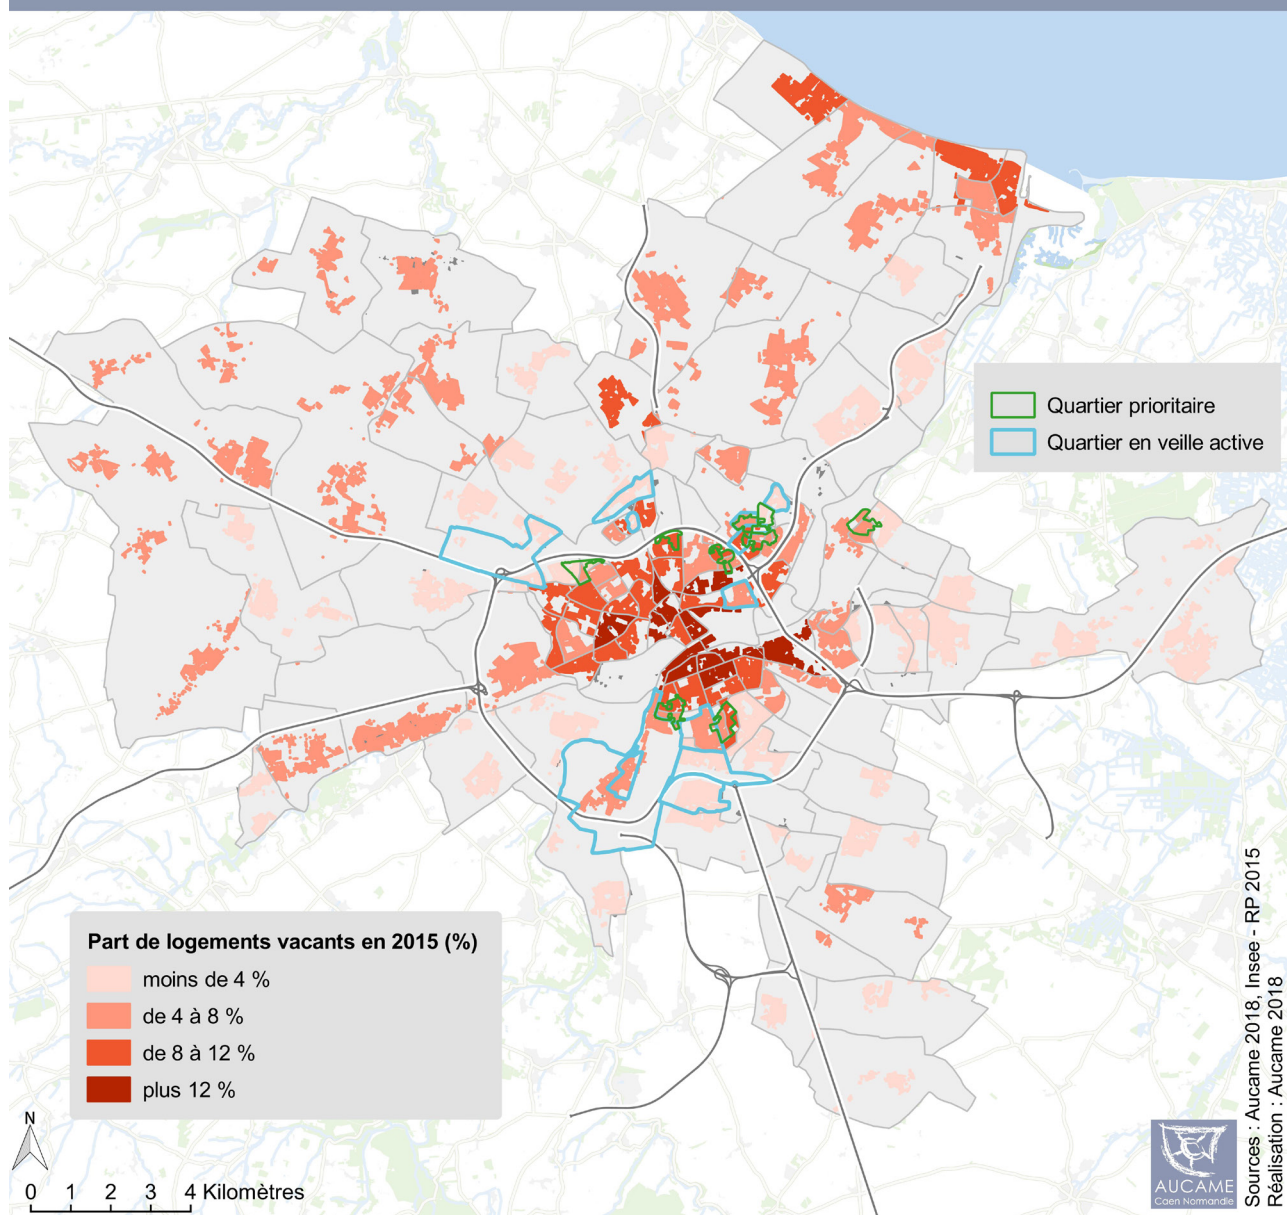 Quartier prioritaire
Quartier en veille active
Part de logements vacants en 2015 (%)
moins de 4 %
de 4 à 8 %
de 8 à 12 %
plus 12 %
N
0 1 2 3 4 Kilomètres
AUCAME
Caen Normandie
Sources : Aucame 2018, Insee - RP 2015
Réalisation : Aucame 2018